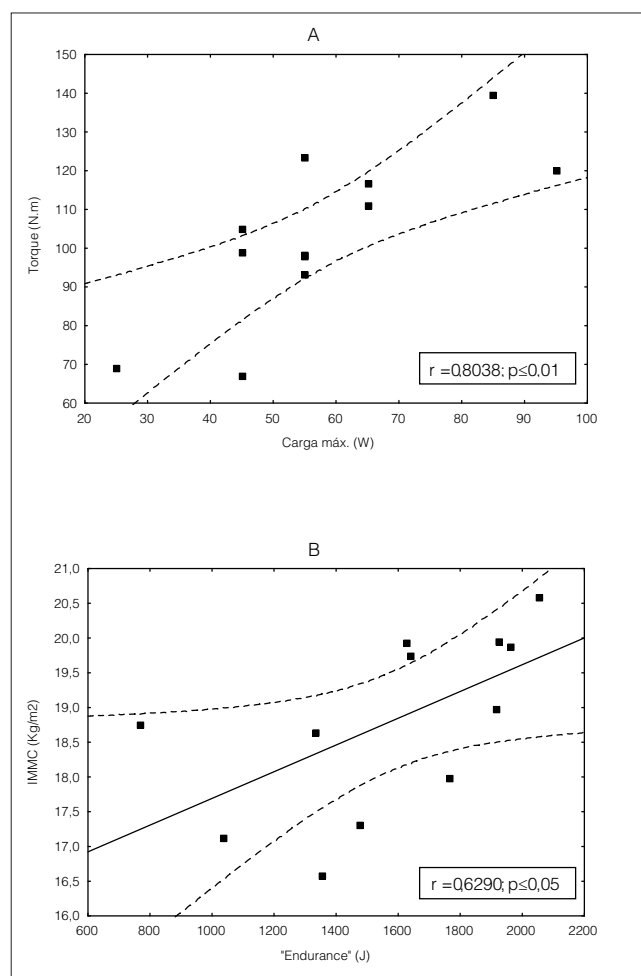 A
150
140
130
120
110
100
90
80
70
60
Torque (N.m)
r =0,8038; p≤0,01
20 30 40 50 60 70 80 90 100
Carga máx. (W)
B
21,0
20,5
20,0
19,5
19,0
18,5
18,0
17,5
17,0
16,5
16,0
IMMC (Kg/m2)
r =0,6290; p≤0,05
600 800 1000 1200 1400 1600 1800 2000 2200
"Endurance" (J)